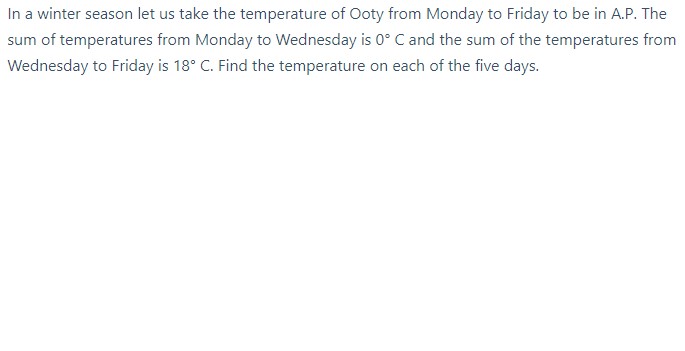 In a winter season let us take the temperature of Ooty from Monday to Friday to be in A.P. The
sum of temperatures from Monday to Wednesday is 0° C and the sum of the temperatures from
Wednesday to Friday is 18° C. Find the temperature on each of the five days.